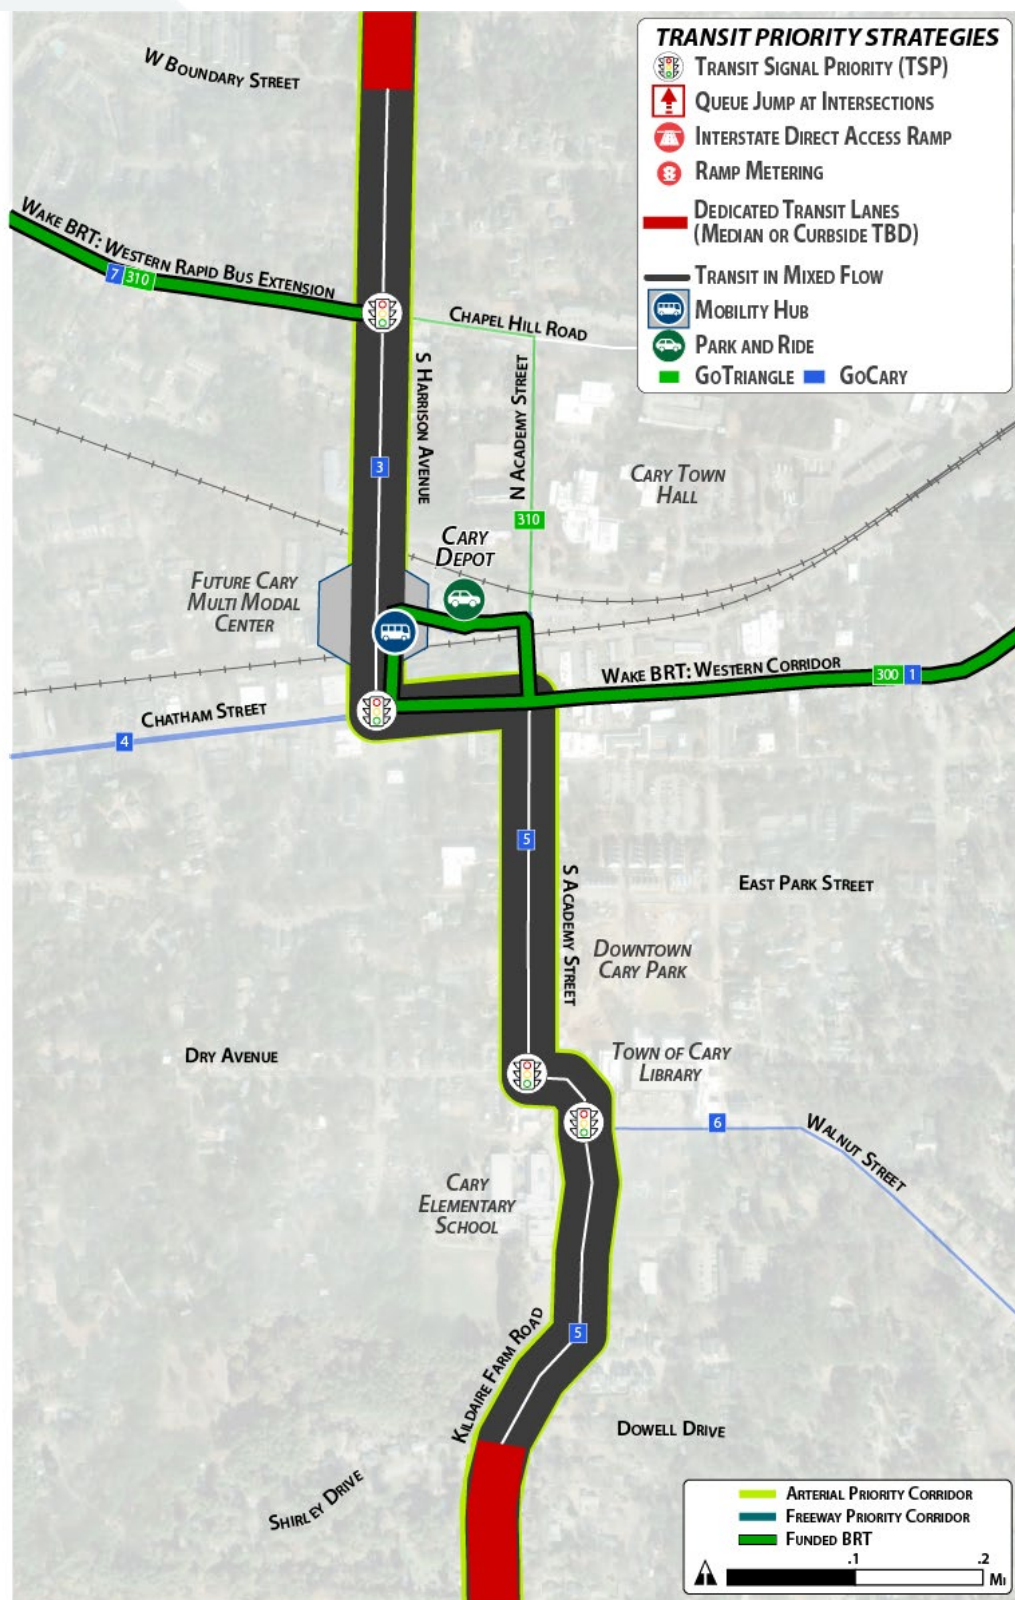 TRANSIT PRIORITY STRATEGIES
TRANSIT SIGNAL PRIORITY (TSP)
QUEUE JUMP AT INTERSECTIONS
INTERSTATE DIRECT ACCESS RAMP
RAMP METERING
DEDICATED TRANSIT LANES
(MEDIAN OR CURBSIDE TBD)
TRANSIT IN MIXED FLOW
MOBILITY HUB
PARK AND RIDE
GOTRIANGLE GOCARY
W BOUNDARY STREET
WAKE BRT: WESTERN RAPID BUS EXTENSION
7 310
CHAPEL HILL ROAD
S HARRISON AVENUE
N ACADEMY STREET
3
CARY TOWN
HALL
310
CARY
DEPOT
FUTURE CARY
MULTI MODAL
CENTER
WAKE BRT: WESTERN CORRIDOR
300 1
CHATHAM STREET
4
5
S ACADEMY STREET
EAST PARK STREET
DOWNTOWN
CARY PARK
DRY AVENUE
TOWN OF CARY
LIBRARY
6
WALNUT STREET
CARY
ELEMENTARY
SCHOOL
5
KILDAIRE FARM ROAD
DOWELL DRIVE
SHIRLEY DRIVE
ARTERIAL PRIORITY CORRIDOR
FREEWAY PRIORITY CORRIDOR
FUNDED BRT
.1 .2
MI